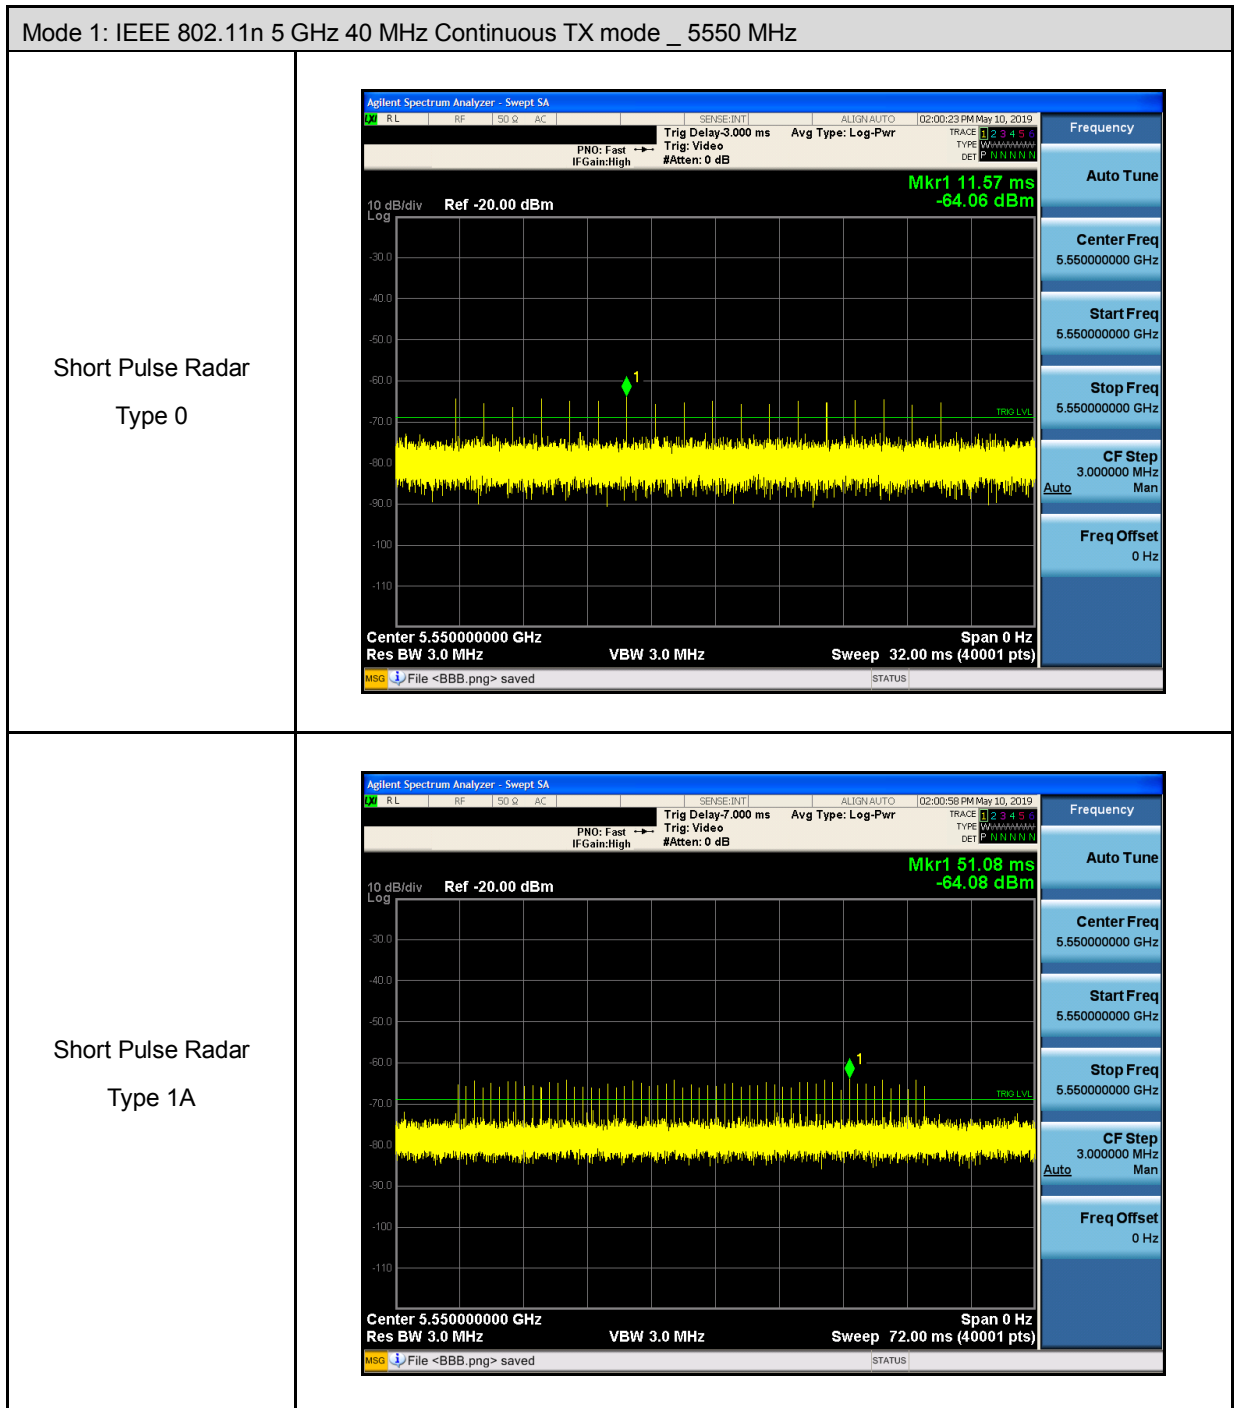 Mode 1: IEEE 802.11n 5 GHz 40 MHz Continuous TX mode _ 5550 MHz
Short Pulse Radar
Type 0
Agilent Spectrum Analyzer - Swept SA
LXI RL RF 50 Ω AC SENSE:INT ALIGN AUTO 02:00:23 PM May 10, 2019
Trig Delay-3.000 ms Avg Type: Log-Pwr TRACE 1 2 3 4 5 6
PNO: Fast Trig: Video TYPE WWWWWW
IFGain:High #Atten: 0 dB DET P N N N N N
Mkr1 11.57 ms
-64.06 dBm
10 dB/div Ref -20.00 dBm
Log
-30.0
-40.0
-50.0
-60.0
1
-70.0
TRIG LVL
-80.0
-90.0
-100
-110
Center 5.550000000 GHz Span 0 Hz
Res BW 3.0 MHz VBW 3.0 MHz Sweep 32.00 ms (40001 pts)
MSG File <BBB.png> saved STATUS
Frequency
Auto Tune
Center Freq
5.550000000 GHz
Start Freq
5.550000000 GHz
Stop Freq
5.550000000 GHz
CF Step
3.000000 MHz
Auto Man
Freq Offset
0 Hz
Short Pulse Radar
Type 1A
Agilent Spectrum Analyzer - Swept SA
LXI RL RF 50 Ω AC SENSE:INT ALIGN AUTO 02:00:58 PM May 10, 2019
Trig Delay-7.000 ms Avg Type: Log-Pwr TRACE 1 2 3 4 5 6
PNO: Fast Trig: Video TYPE WWWWWW
IFGain:High #Atten: 0 dB DET P N N N N N
Mkr1 51.08 ms
-64.08 dBm
10 dB/div Ref -20.00 dBm
Log
-30.0
-40.0
-50.0
-60.0
1
-70.0
TRIG LVL
-80.0
-90.0
-100
-110
Center 5.550000000 GHz Span 0 Hz
Res BW 3.0 MHz VBW 3.0 MHz Sweep 72.00 ms (40001 pts)
MSG File <BBB.png> saved STATUS
Frequency
Auto Tune
Center Freq
5.550000000 GHz
Start Freq
5.550000000 GHz
Stop Freq
5.550000000 GHz
CF Step
3.000000 MHz
Auto Man
Freq Offset
0 Hz